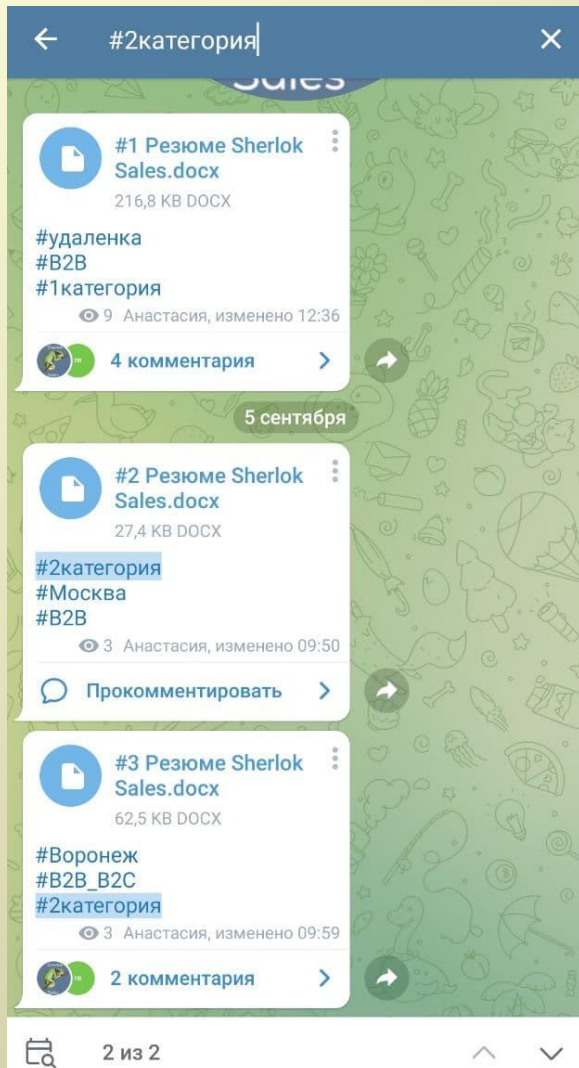 #2категория
Sales
#1 Резюме Sherlok
Sales.docx
216,8 KB DOCX
#удаленка
#B2B
#1категория
9 Анастасия, изменено 12:36
4 комментария
5 сентября
#2 Резюме Sherlok
Sales.docx
27,4 KB DOCX
#2категория
#Москва
#B2B
3 Анастасия, изменено 09:50
Прокомментировать
#3 Резюме Sherlok
Sales.docx
62,5 KB DOCX
#Воронеж
#B2B_B2C
#2категория
3 Анастасия, изменено 09:59
2 комментария
2 из 2